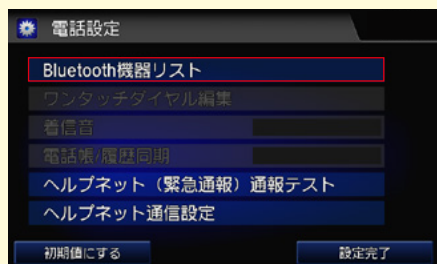 電話設定
Bluetooth機器リスト
ワンタッチダイヤル編集
着信音
電話帳/履歴同期
ヘルプネット（緊急通報）通報テスト
ヘルプネット通信設定
初期値にする
設定完了